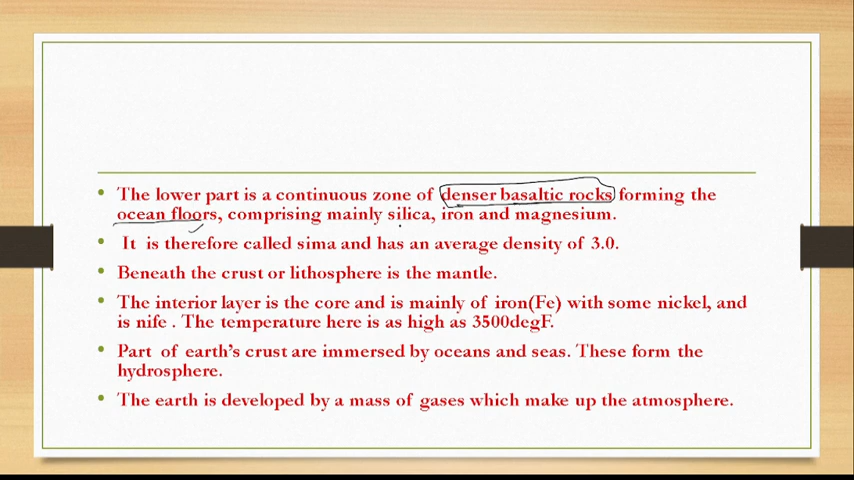 • The lower part is a continuous zone of denser basaltic rocks forming the
ocean floors, comprising mainly silica, iron and magnesium.
• It is therefore called sima and has an average density of 3.0.
• Beneath the crust or lithosphere is the mantle.
• The interior layer is the core and is mainly of iron(Fe) with some nickel, and
is nife . The temperature here is as high as 3500degF.
• Part of earth's crust are immersed by oceans and seas. These form the
hydrosphere.
• The earth is developed by a mass of gases which make up the atmosphere.